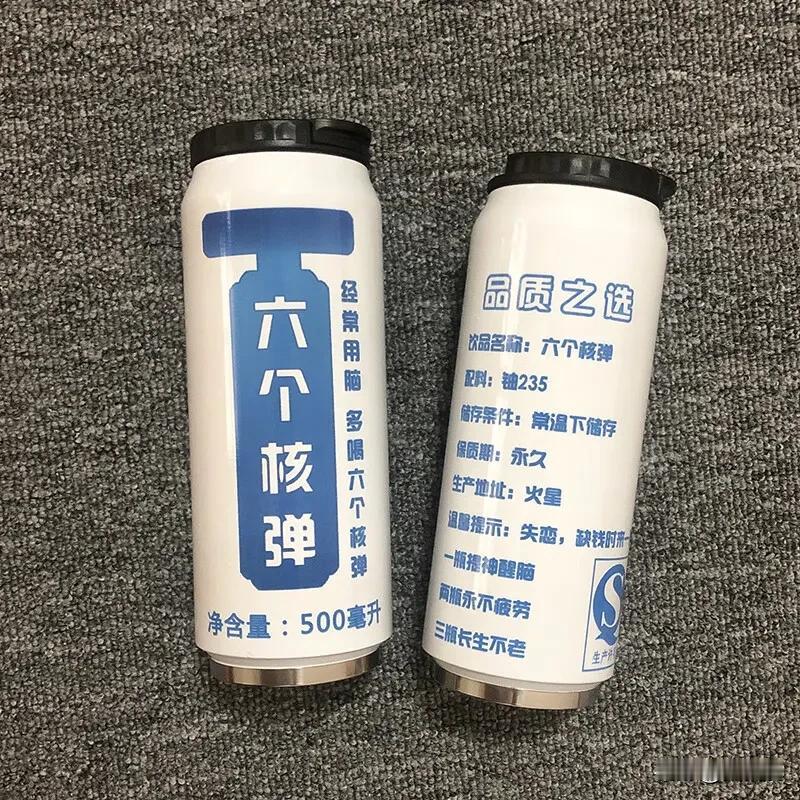 六个核弹
经常用脑 多喝六个核弹
净含量：500毫升
品质之选
饮品名称：六个核弹
配料：铀235
储存条件：常温下储存
保质期：永久
生产地址：火星
温馨提示：失恋，缺钱时来一
一瓶提神醒脑
两瓶永不疲劳
三瓶长生不老
生产许